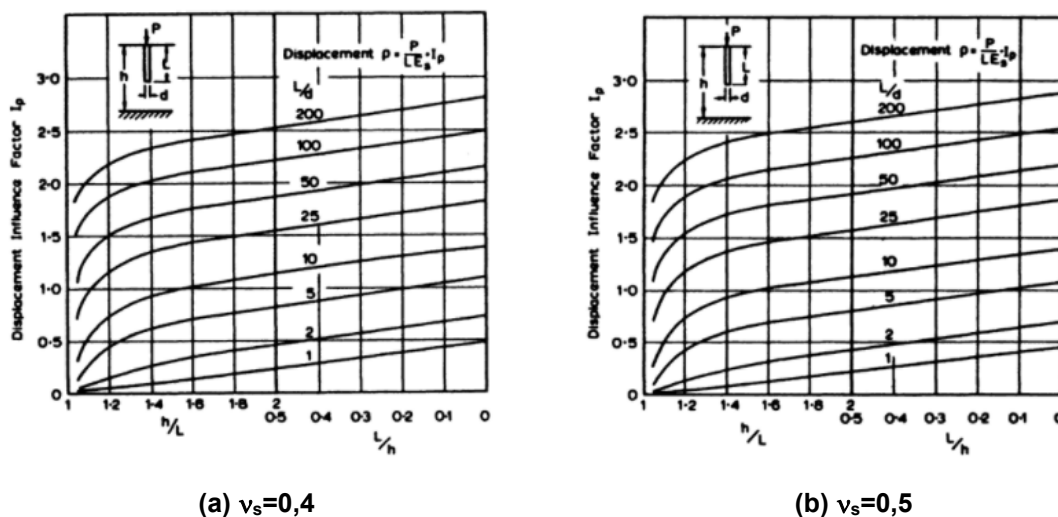 P
h
L
d
Displacement ρ = P/LEₛ · Iρ
L/d
3·0
2·5
2·0
1·5
1·0
0·5
0
Displacement Influence Factor Iρ
200
100
50
25
10
5
2
1
1 1·2 1·4 1·6 1·8 2
0·5 0·4 0·3 0·2 0·1 0
h/L L/h
(a) νs=0,4
P
h
L
d
Displacement ρ = P/LEₛ · Iρ
L/d
3·0
2·5
2·0
1·5
1·0
0·5
0
Displacement Influence Factor Iρ
200
100
50
25
10
5
2
1
1 1·2 1·4 1·6 1·8 2
0·5 0·4 0·3 0·2 0·1 0
h/L L/h
(b) νs=0,5